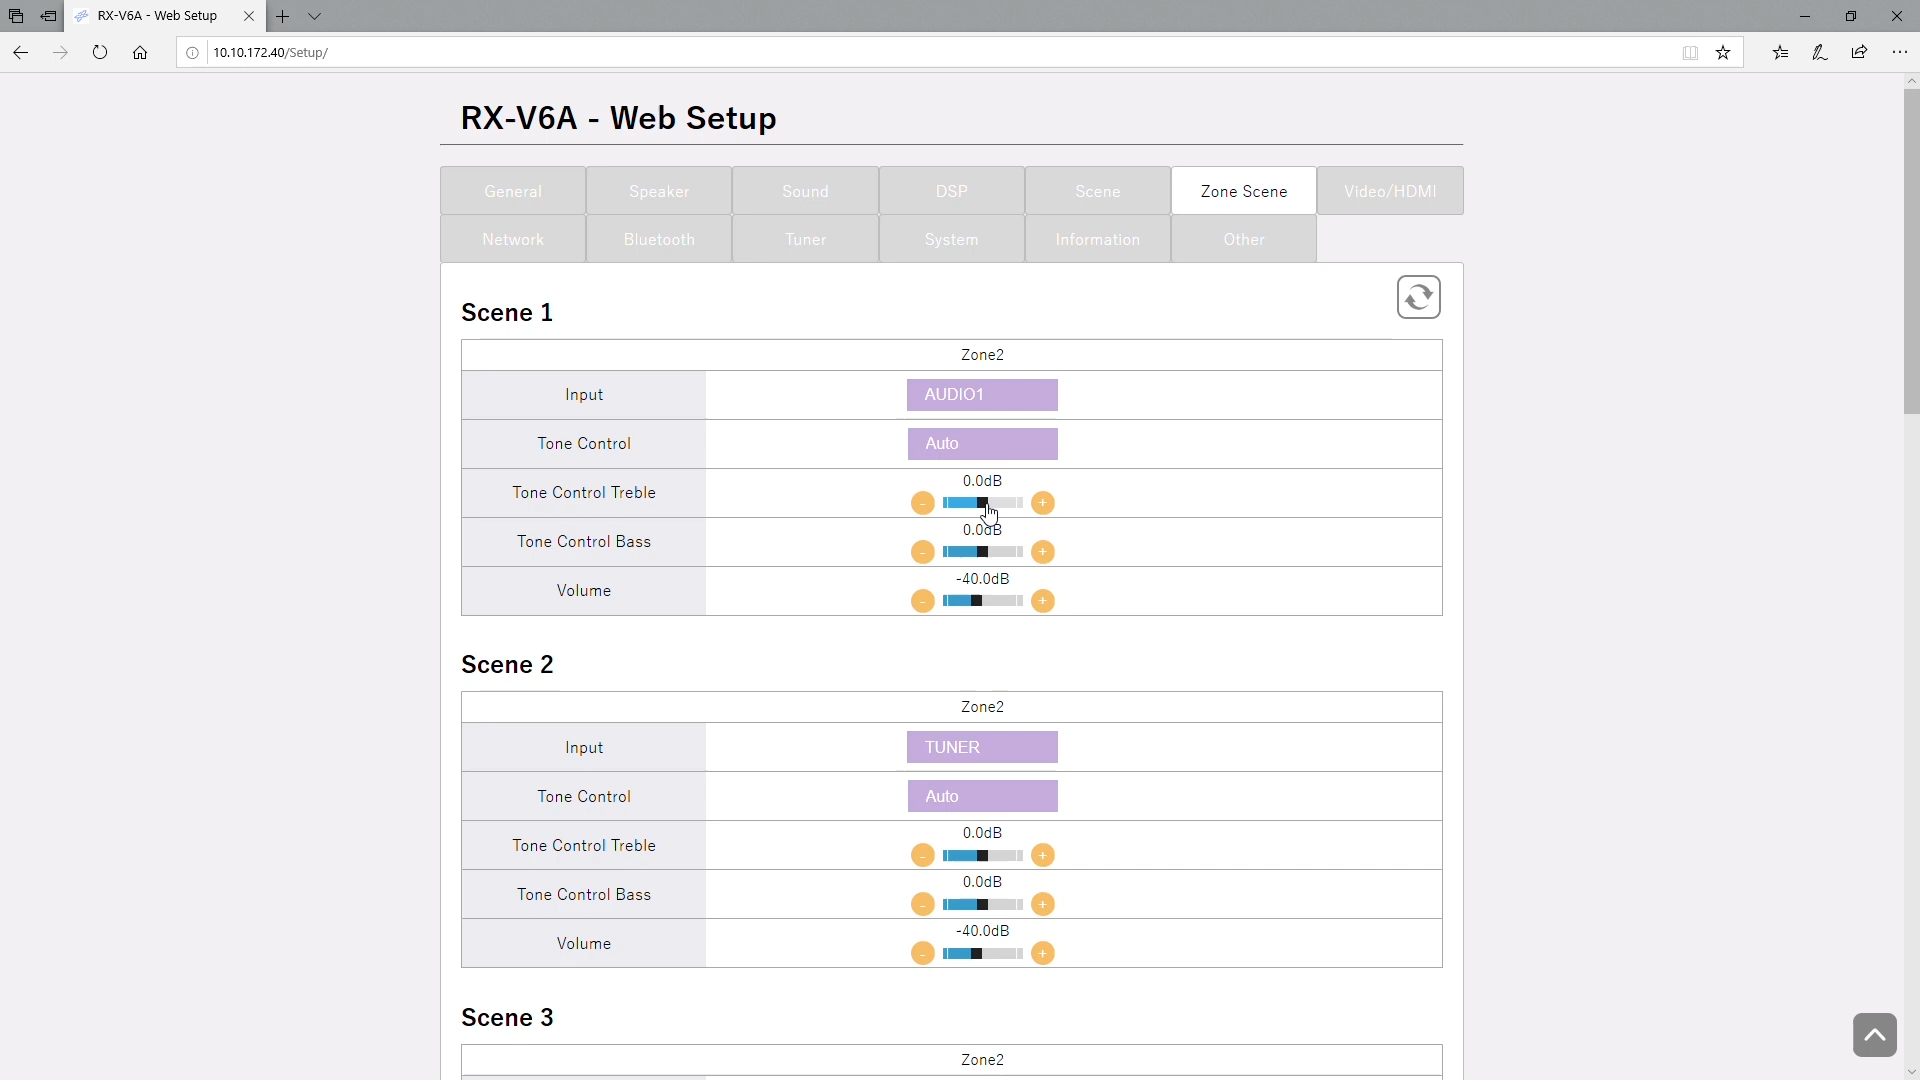 RX-V6A - Web Setup
10.10.172.40/Setup/
RX-V6A - Web Setup
General Speaker Sound DSP Scene Zone Scene Video/HDMI
Network Bluetooth Tuner System Information Other
Scene 1
Zone2
Input AUDIO1
Tone Control Auto
Tone Control Treble 0.0dB
- +
Tone Control Bass 0.0dB
- +
Volume -40.0dB
- +
Scene 2
Zone2
Input TUNER
Tone Control Auto
Tone Control Treble 0.0dB
- +
Tone Control Bass 0.0dB
- +
Volume -40.0dB
- +
Scene 3
Zone2